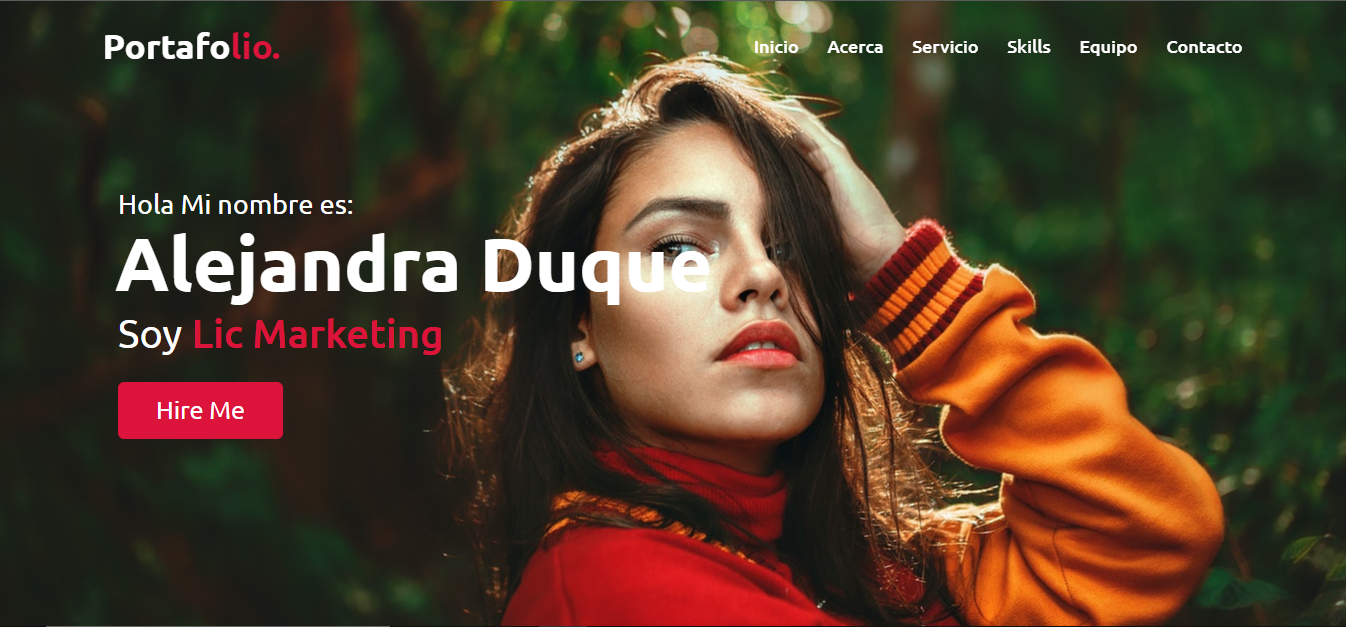 Portafolio.
Inicio Acerca Servicio Skills Equipo Contacto
Hola Mi nombre es:
Alejandra Duque
Soy Lic Marketing
Hire Me